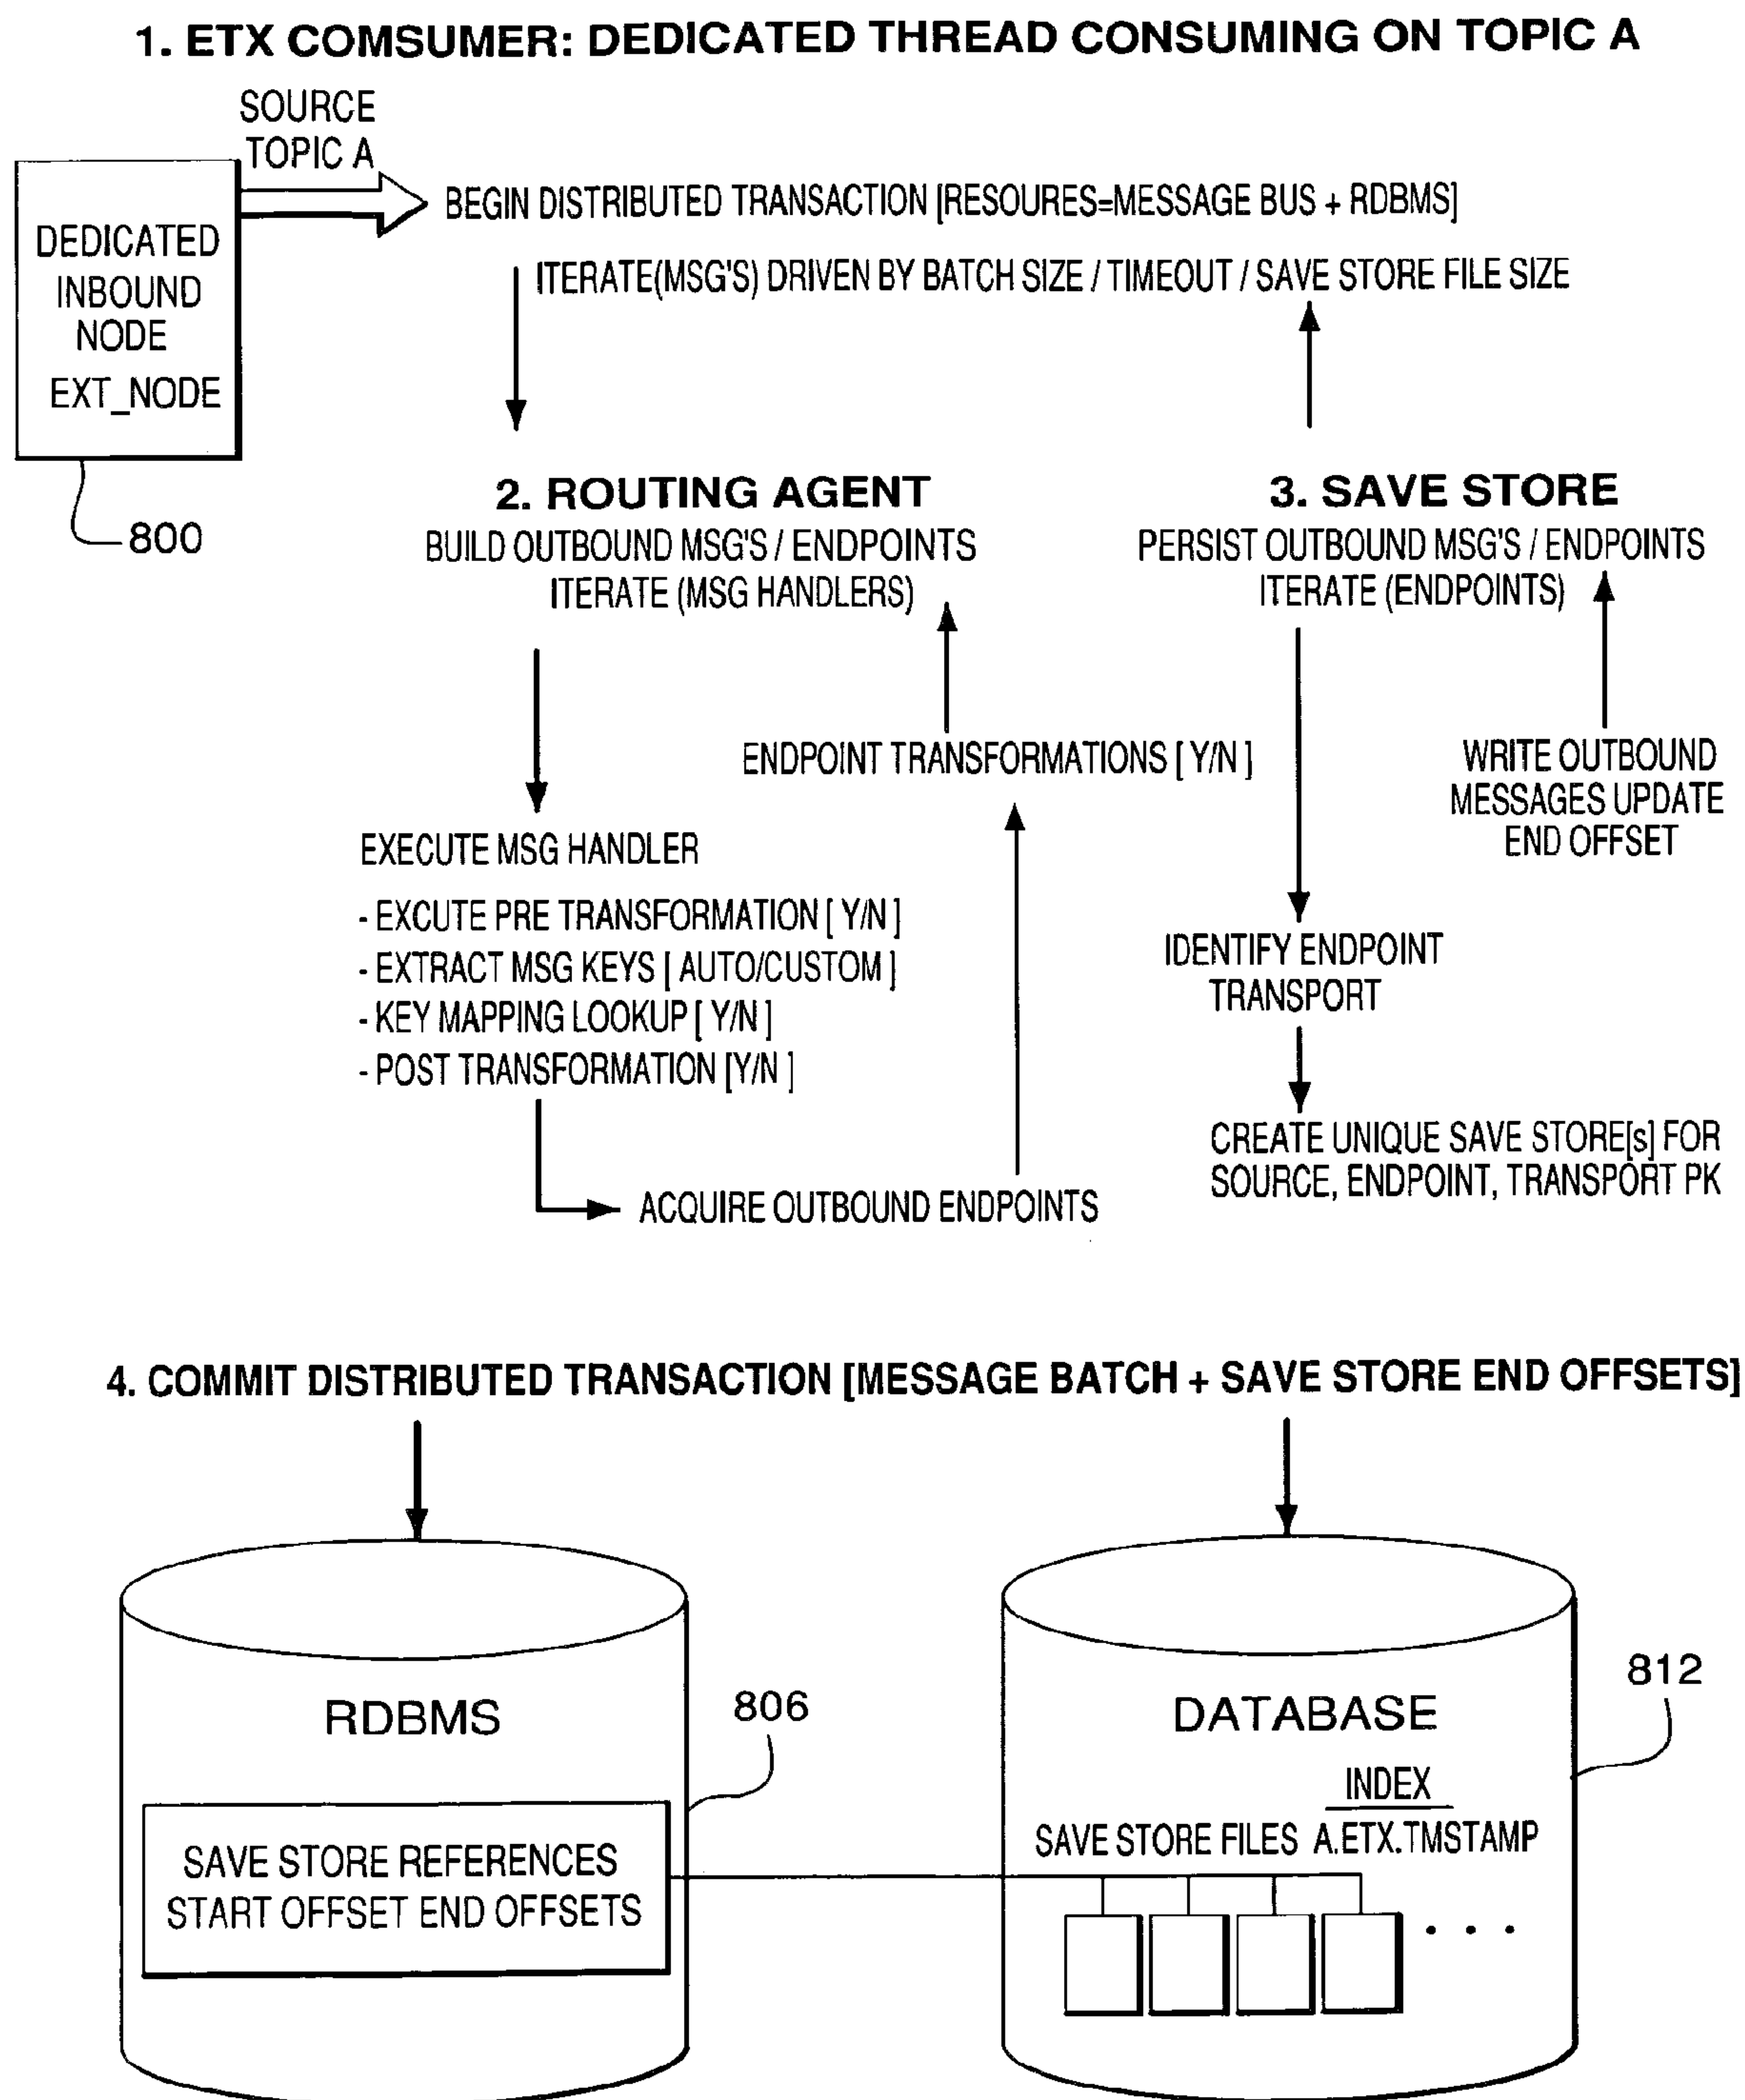 1. ETX COMSUMER: DEDICATED THREAD CONSUMING ON TOPIC A
SOURCE
TOPIC A
DEDICATED
INBOUND
NODE
EXT_NODE
800
BEGIN DISTRIBUTED TRANSACTION [RESOURES=MESSAGE BUS + RDBMS]
ITERATE(MSG'S) DRIVEN BY BATCH SIZE / TIMEOUT / SAVE STORE FILE SIZE
2. ROUTING AGENT
BUILD OUTBOUND MSG'S / ENDPOINTS
ITERATE (MSG HANDLERS)
ENDPOINT TRANSFORMATIONS [ Y/N ]
EXECUTE MSG HANDLER
- EXCUTE PRE TRANSFORMATION [ Y/N ]
- EXTRACT MSG KEYS [ AUTO/CUSTOM ]
- KEY MAPPING LOOKUP [ Y/N ]
- POST TRANSFORMATION [Y/N ]
ACQUIRE OUTBOUND ENDPOINTS
3. SAVE STORE
PERSIST OUTBOUND MSG'S / ENDPOINTS
ITERATE (ENDPOINTS)
WRITE OUTBOUND
MESSAGES UPDATE
END OFFSET
IDENTIFY ENDPOINT
TRANSPORT
CREATE UNIQUE SAVE STORE[s] FOR
SOURCE, ENDPOINT, TRANSPORT PK
4. COMMIT DISTRIBUTED TRANSACTION [MESSAGE BATCH + SAVE STORE END OFFSETS]
RDBMS
806
SAVE STORE REFERENCES
START OFFSET END OFFSETS
DATABASE
812
INDEX
SAVE STORE FILES A.ETX.TMSTAMP
. . .